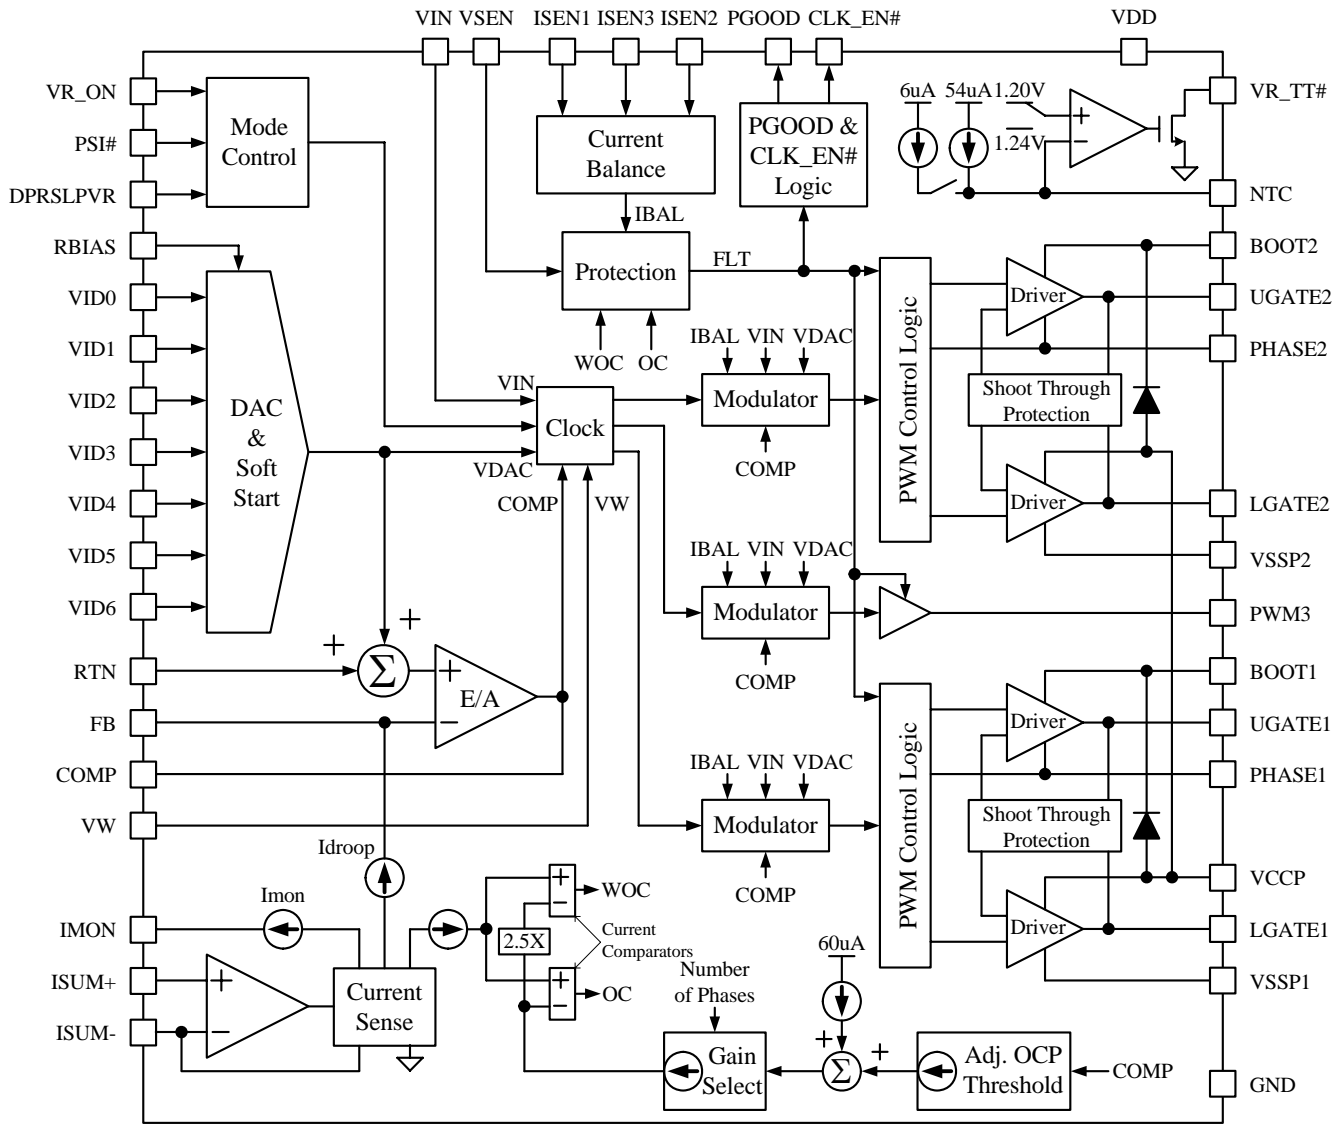 VIN VSEN ISEN1 ISEN3 ISEN2 PGOOD CLK_EN# VDD
VR_ON
PSI#
DPRSLPVR
RBIAS
VID0
VID1
VID2
VID3
VID4
VID5
VID6
RTN
FB
COMP
VW
IMON
ISUM+
ISUM-
Mode
Control
DAC
&
Soft
Start
Current
Balance
IBAL
Protection
FLT
WOC OC
PGOOD &
CLK_EN#
Logic
6uA 54uA 1.20V
1.24V
+
−
VR_TT#
NTC
BOOT2
UGATE2
PHASE2
LGATE2
VSSP2
PWM3
BOOT1
UGATE1
PHASE1
VCCP
LGATE1
VSSP1
GND
VIN
Clock
VDAC
COMP
VW
IBAL VIN VDAC
Modulator
COMP
IBAL VIN VDAC
Modulator
COMP
IBAL VIN VDAC
Modulator
COMP
PWM Control Logic
Driver
Shoot Through
Protection
Driver
PWM Control Logic
Driver
Shoot Through
Protection
Driver
+ +
Σ
+
E/A
−
Idroop
Imon
+
−
Current
Sense
+
−
WOC
2.5X
Current
Comparators
+
−
OC
Number
of Phases
Gain
Select
60uA
+ +
Σ
Adj. OCP
Threshold
COMP